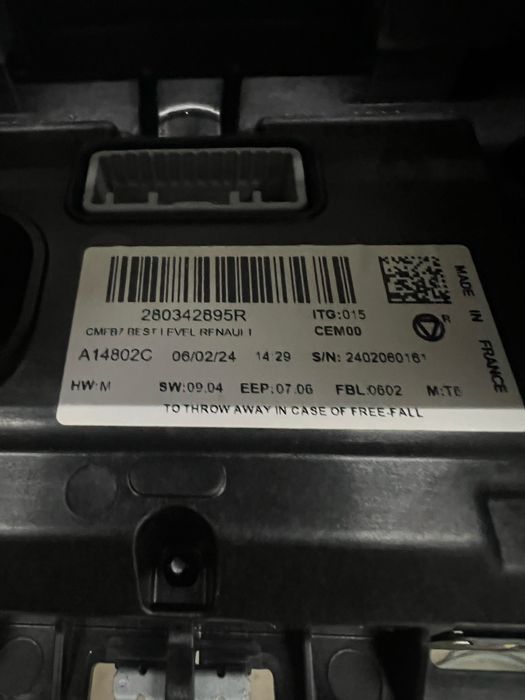 280342895R
ITG:015
CMFB7 BEST LEVEL RENAULT
CEM00
R
A14802C 06/02/24 14:29 S/N: 2402060161
HW:M SW:09.04 EEP:07.06 FBL:0602 M:T6
TO THROW AWAY IN CASE OF FREE-FALL
MADE IN FRANCE